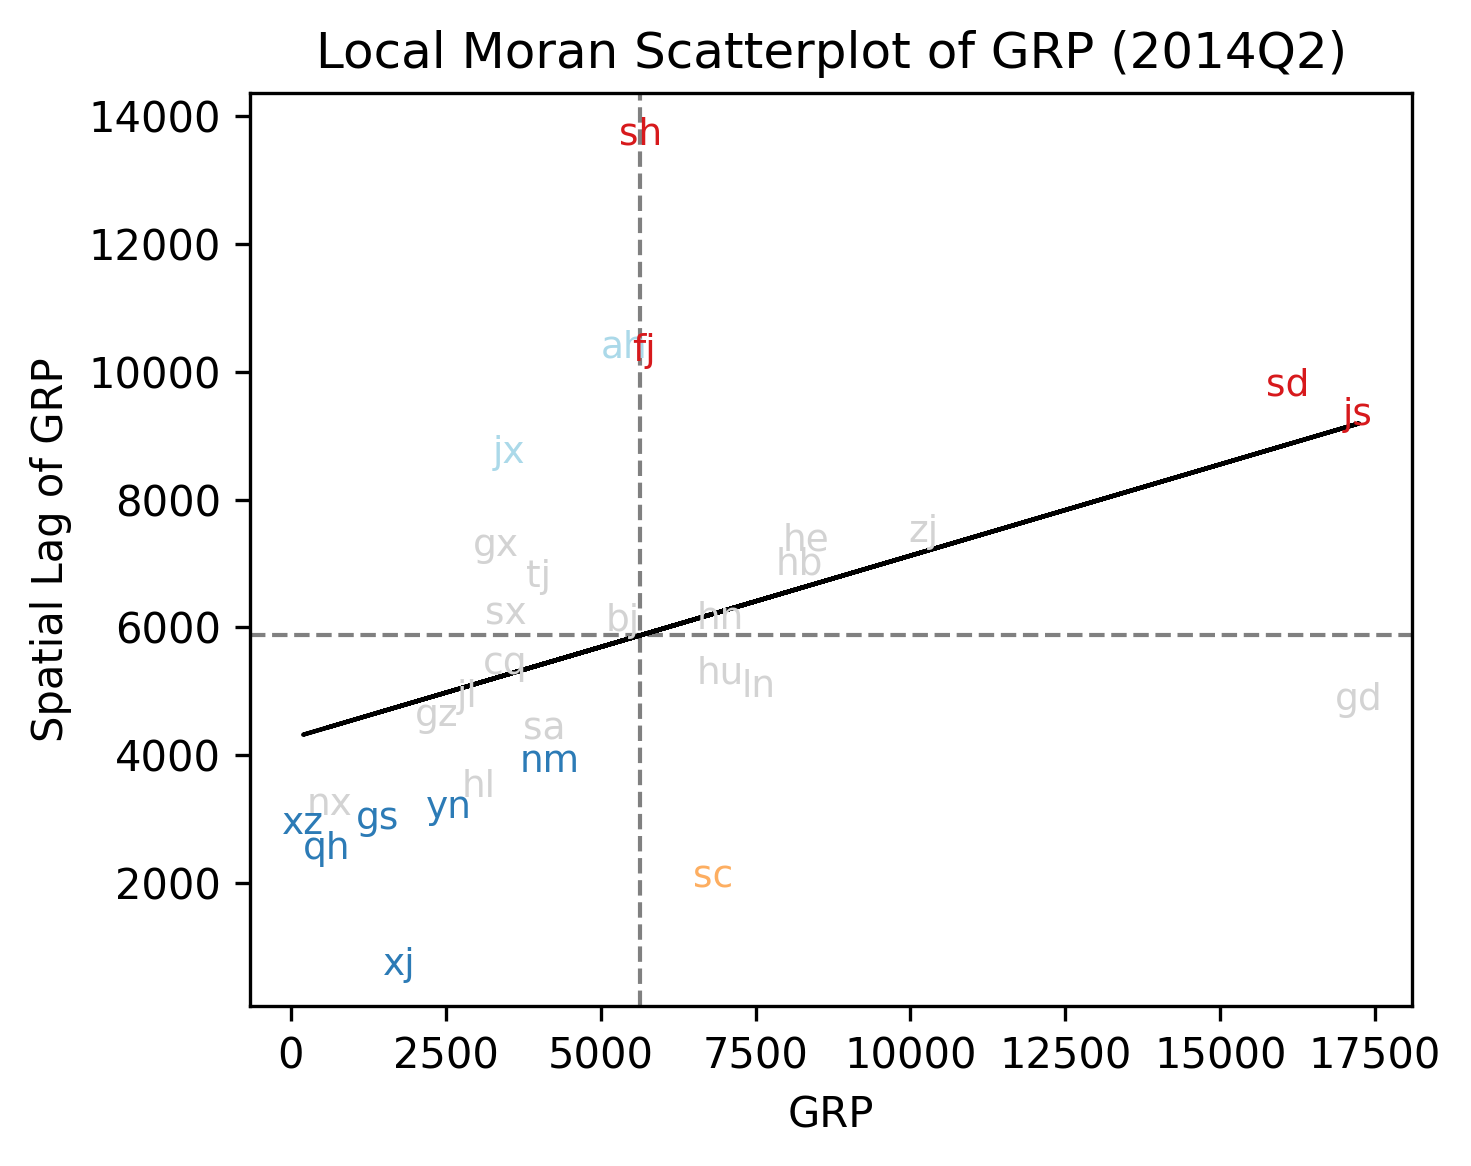 Local Moran Scatterplot of GRP (2014Q2)
14000
12000
10000
8000
6000
4000
2000
Spatial Lag of GRP
sh
ah
fj
sd
js
jx
gx
tj
sx
bj
he
hb
zj
hn
cq
hu
ln
jl
gz
sa
gd
nm
hl
nx
xz
gs
yn
qh
sc
xj
0
2500
5000
7500
10000
12500
15000
17500
GRP